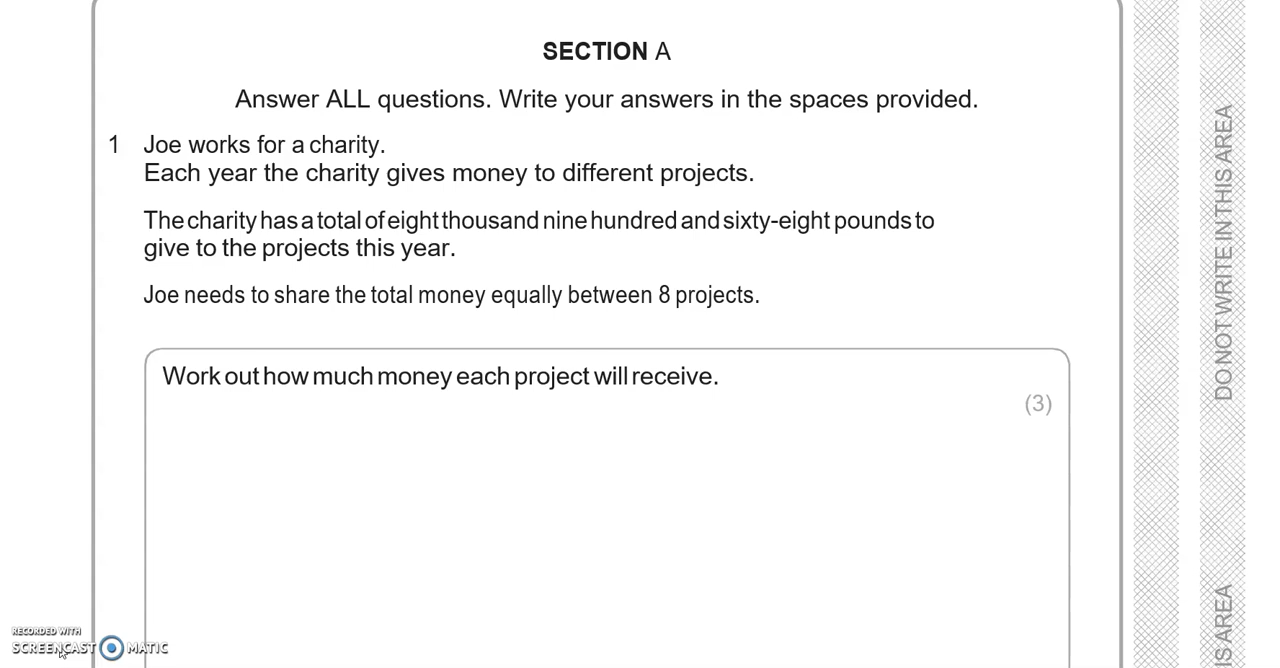 SECTION A
Answer ALL questions. Write your answers in the spaces provided.
1 Joe works for a charity.
Each year the charity gives money to different projects.
The charity has a total of eight thousand nine hundred and sixty-eight pounds to
give to the projects this year.
Joe needs to share the total money equally between 8 projects.
Work out how much money each project will receive.
(3)
DO NOT WRITE IN THIS AREA
IS AREA
RECORDED WITH
SCREENCAST MATIC